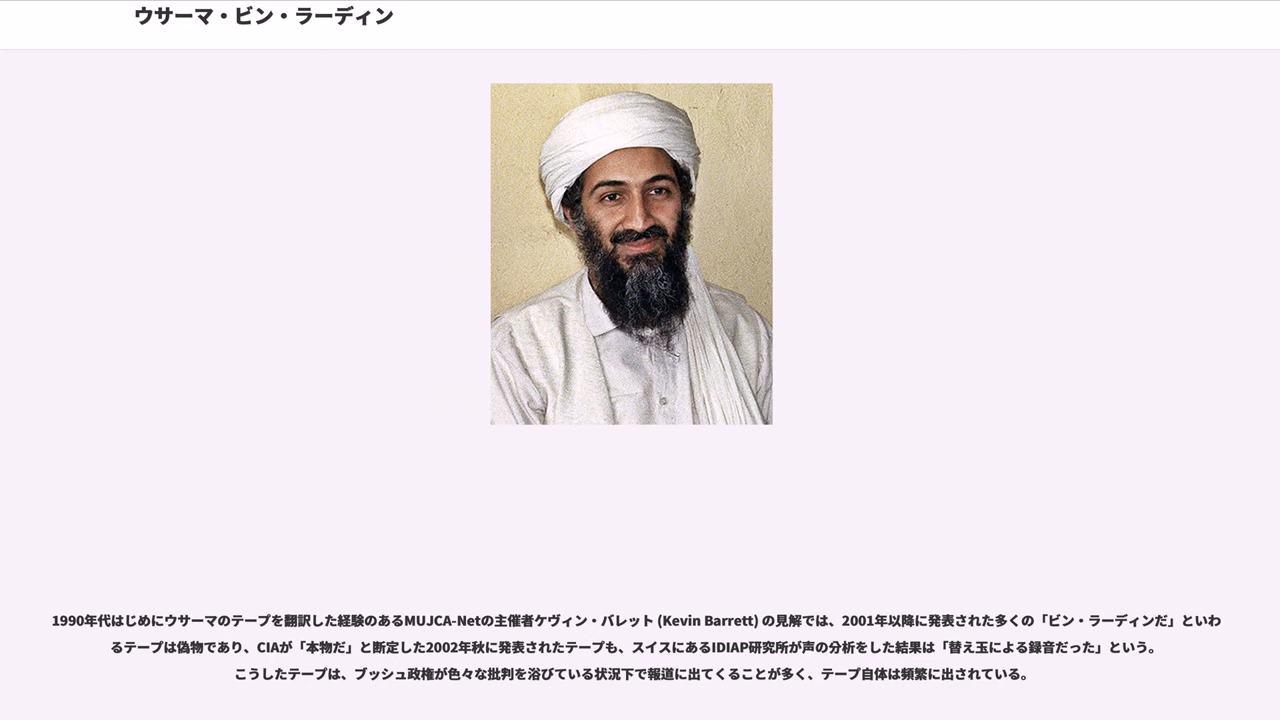 ウサーマ・ビン・ラーディン
1990年代はじめにウサーマのテープを翻訳した経験のあるMUJCA-Netの主催者ケヴィン・バレット (Kevin Barrett) の見解では、2001年以降に発表された多くの「ビン・ラーディンだ」といわ
るテープは偽物であり、CIAが「本物だ」と断定した2002年秋に発表されたテープも、スイスにあるIDIAP研究所が声の分析をした結果は「替え玉による録音だった」という。
こうしたテープは、ブッシュ政権が色々な批判を浴びている状況下で報道に出てくることが多く、テープ自体は頻繁に出されている。